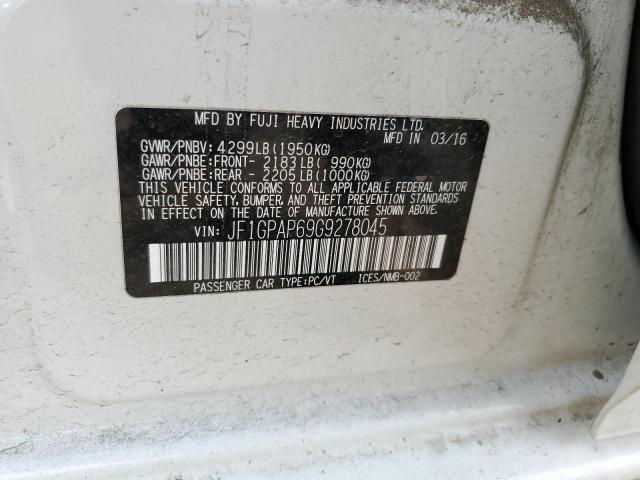 MFD BY FUJI HEAVY INDUSTRIES LTD.
MFD IN 03/16
GVWR/PNBV: 4299LB(1950KG)
GAWR/PNBE:FRONT- 2183LB( 990KG)
GAWR/PNBE:REAR - 2205LB(1000KG)
THIS VEHICLE CONFORMS TO ALL APPLICABLE FEDERAL MOTOR
VEHICLE SAFETY, BUMPER, AND THEFT PREVENTION STANDARDS
IN EFFECT ON THE DATE OF MANUFACTURE SHOWN ABOVE.
VIN: JF1GPAP69G9278045
PASSENGER CAR TYPE:PC/VT ICES/NMB-002